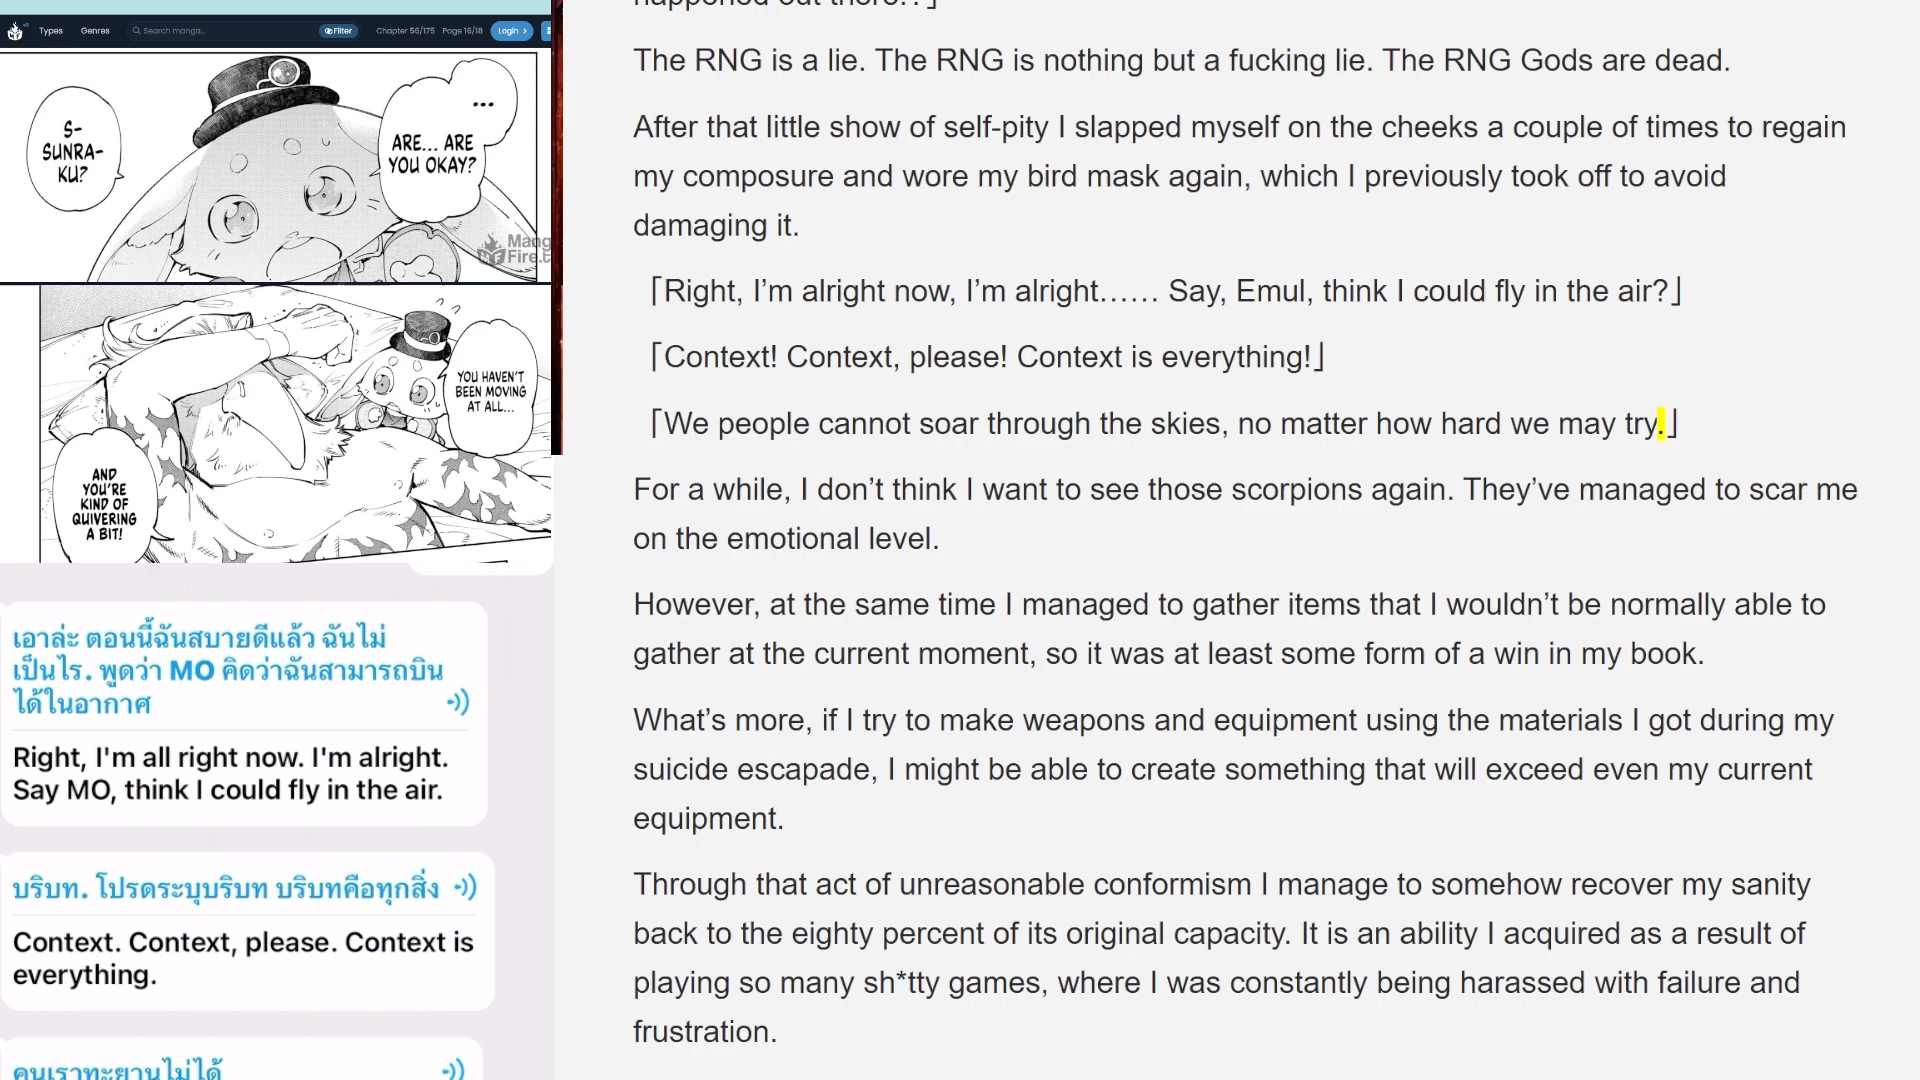 Types Genres Search manga.. Filter Chapter 56/175 Page 16/18 Login
S-
SUNRA-
KU?
...
ARE... ARE
YOU OKAY?
YOU HAVEN'T
BEEN MOVING
AT ALL...
AND
YOU'RE
KIND OF
QUIVERING
A BIT!
เอาล่ะ ตอนนี้ฉันสบายดีแล้ว ฉันไม่
เป็นไร. พูดว่า MO คิดว่าฉันสามารถบิน
ได้ในอากาศ
Right, I'm all right now. I'm alright.
Say MO, think I could fly in the air.
บริบท. โปรดระบุบริบท บริบทคือทุกสิ่ง
Context. Context, please. Context is
everything.
คนเราทะยานไม่ได้
happened out there..?⌋
The RNG is a lie. The RNG is nothing but a fucking lie. The RNG Gods are dead.
After that little show of self-pity I slapped myself on the cheeks a couple of times to regain
my composure and wore my bird mask again, which I previously took off to avoid
damaging it.
⌈Right, I’m alright now, I’m alright…… Say, Emul, think I could fly in the air?⌋
⌈Context! Context, please! Context is everything!⌋
⌈We people cannot soar through the skies, no matter how hard we may try.⌋
For a while, I don’t think I want to see those scorpions again. They’ve managed to scar me
on the emotional level.
However, at the same time I managed to gather items that I wouldn’t be normally able to
gather at the current moment, so it was at least some form of a win in my book.
What’s more, if I try to make weapons and equipment using the materials I got during my
suicide escapade, I might be able to create something that will exceed even my current
equipment.
Through that act of unreasonable conformism I manage to somehow recover my sanity
back to the eighty percent of its original capacity. It is an ability I acquired as a result of
playing so many sh*tty games, where I was constantly being harassed with failure and
frustration.